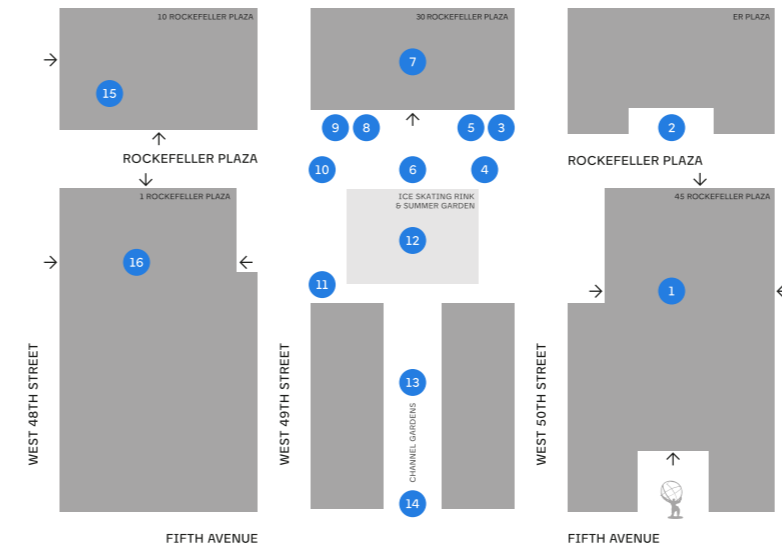 10 ROCKEFELLER PLAZA
30 ROCKEFELLER PLAZA
ER PLAZA
7
15
9
8
5
3
2
ROCKEFELLER PLAZA
ROCKEFELLER PLAZA
10
6
4
1 ROCKEFELLER PLAZA
ICE SKATING RINK
& SUMMER GARDEN
45 ROCKEFELLER PLAZA
12
16
11
1
WEST 48TH STREET
WEST 49TH STREET
13
CHANNEL GARDENS
WEST 50TH STREET
14
FIFTH AVENUE
FIFTH AVENUE